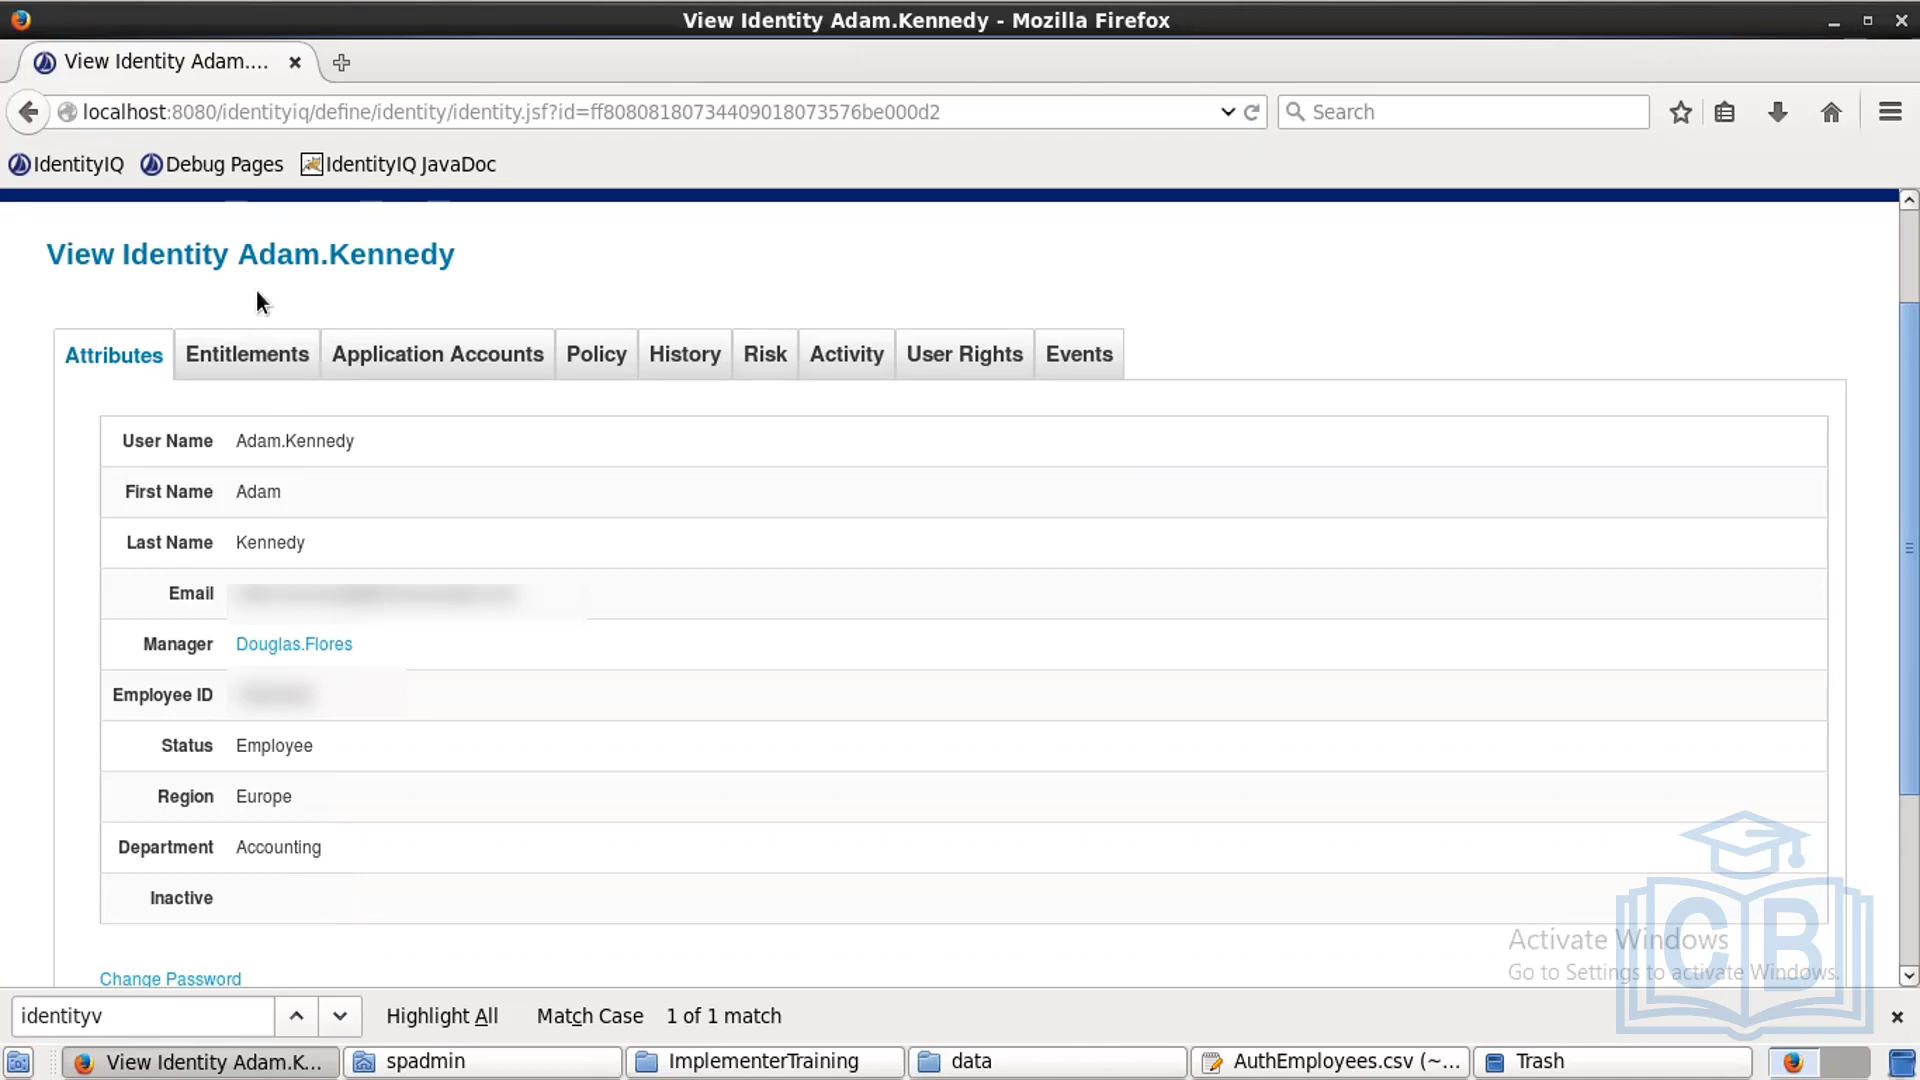 View Identity Adam.Kennedy - Mozilla Firefox
View Identity Adam....
localhost:8080/identityiq/define/identity/identity.jsf?id=ff80808180734409018073576be000d2
Search
IdentityIQ Debug Pages IdentityIQ JavaDoc
View Identity Adam.Kennedy
Attributes Entitlements Application Accounts Policy History Risk Activity User Rights Events
User Name Adam.Kennedy
First Name Adam
Last Name Kennedy
Email
Manager Douglas.Flores
Employee ID
Status Employee
Region Europe
Department Accounting
Inactive
CB
Activate Windows
Go to Settings to activate Windows.
Change Password
identityv Highlight All Match Case 1 of 1 match
View Identity Adam.K... spadmin ImplementerTraining data AuthEmployees.csv (~... Trash